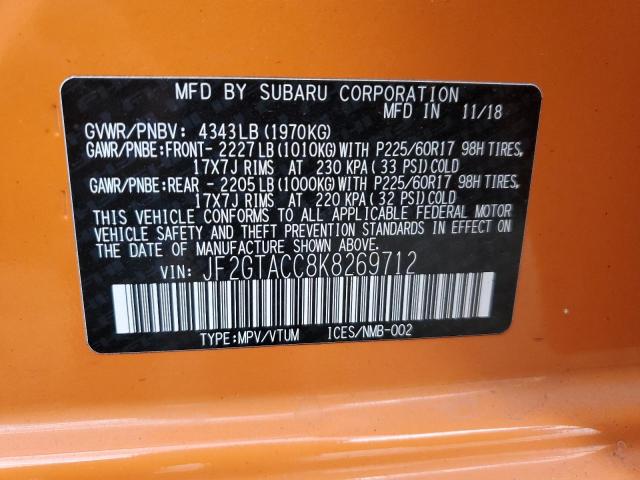 MFD BY SUBARU CORPORATION
MFD IN 11/18
GVWR/PNBV: 4343LB (1970KG)
GAWR/PNBE:FRONT- 2227LB (1010KG)WITH P225/60R17 98H TIRES,
17X7J RIMS AT 230 KPA (33 PSI)COLD
GAWR/PNBE:REAR - 2205LB (1000KG)WITH P225/60R17 98H TIRES,
17X7J RIMS AT 220 KPA (32 PSI)COLD
THIS VEHICLE CONFORMS TO ALL APPLICABLE FEDERAL MOTOR
VEHICLE SAFETY AND THEFT PREVENTION STANDARDS IN EFFECT ON
THE DATE OF MANUFACTURE SHOWN ABOVE.
VIN: JF2GTACC8K8269712
TYPE:MPV/VTUM ICES/NMB-002